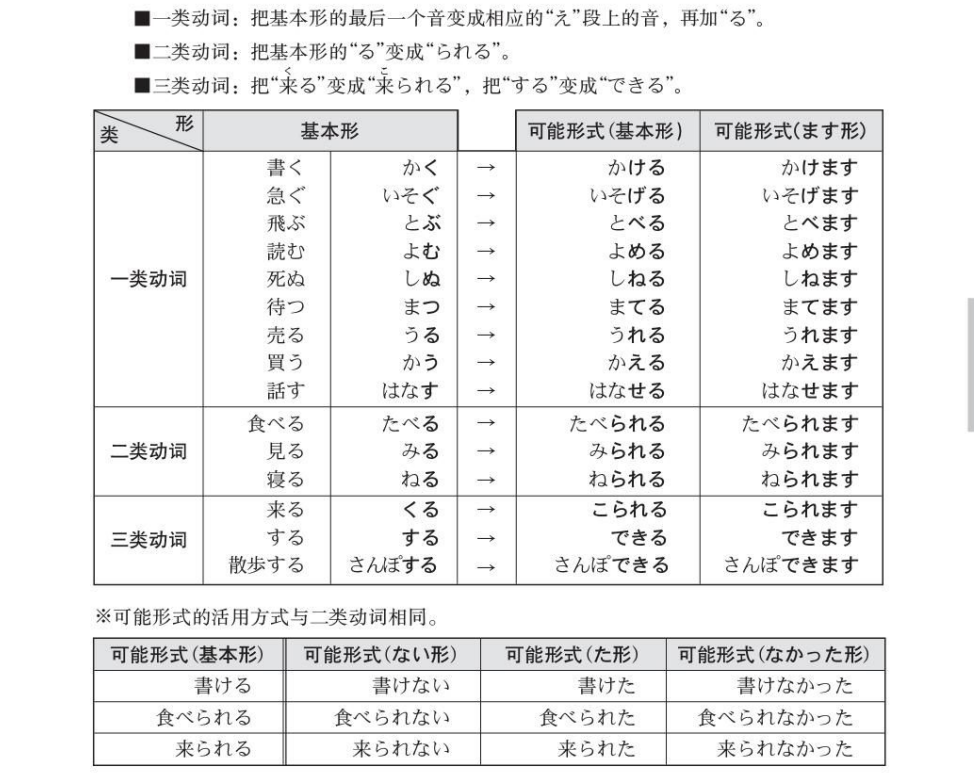 ■一类动词：把基本形的最后一个音变成相应的“え”段上的音，再加“る”。
■二类动词：把基本形的“る”变成“られる”。
■三类动词：把“来る”变成“来られる”，把“する”变成“できる”。
く こ
类 形 基本形 可能形式(基本形) 可能形式(ます形)
書く かく → かける かけます
急ぐ いそぐ → いそげる いそげます
飛ぶ とぶ → とべる とべます
読む よむ → よめる よめます
一类动词 死ぬ しぬ → しねる しねます
待つ まつ → まてる まてます
売る うる → うれる うれます
買う かう → かえる かえます
話す はなす → はなせる はなせます
食べる たべる → たべられる たべられます
二类动词 見る みる → みられる みられます
寝る ねる → ねられる ねられます
来る くる → こられる こられます
三类动词 する する → できる できます
散歩する さんぽする → さんぽできる さんぽできます
※可能形式的活用方式与二类动词相同。
可能形式(基本形) 可能形式(ない形) 可能形式(た形) 可能形式(なかった形)
書ける 書けない 書けた 書けなかった
食べられる 食べられない 食べられた 食べられなかった
来られる 来られない 来られた 来られなかった